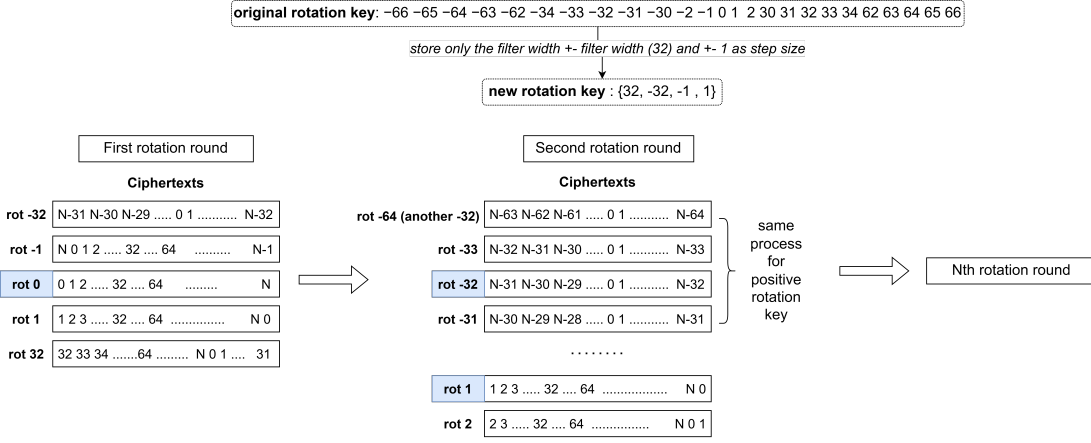 original rotation key: −66 −65 −64 −63 −62 −34 −33 −32 −31 −30 −2 −1 0 1 2 30 31 32 33 34 62 63 64 65 66
store only the filter width +- filter width (32) and +- 1 as step size
new rotation key : {32, -32, -1 , 1}
First rotation round
Ciphertexts
rot -32 N-31 N-30 N-29 ..... 0 1 ........... N-32
rot -1 N 0 1 2 ..... 32 .... 64 .......... N-1
rot 0 0 1 2 ..... 32 .... 64 ......... N
rot 1 1 2 3 ..... 32 .... 64 ............... N 0
rot 32 32 33 34 .......64 ......... N 0 1 .... 31
Second rotation round
Ciphertexts
rot -64 (another -32) N-63 N-62 N-61 ..... 0 1 ........... N-64
rot -33 N-32 N-31 N-30 ..... 0 1 ........... N-33
rot -32 N-31 N-30 N-29 ..... 0 1 ........... N-32
rot -31 N-30 N-29 N-28 ..... 0 1 ........... N-31
........
rot 1 1 2 3 ..... 32 .... 64 .................. N 0
rot 2 2 3 ..... 32 .... 64 ................ N 0 1
same
process
for
positive
rotation
key
Nth rotation round